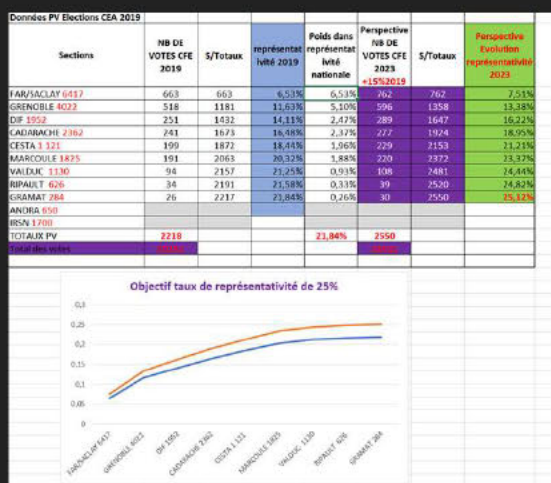 Données PV Elections CEA 2019
Sections NB DE VOTES CFE 2019 S/Totaux représentat ivité 2019 Poids dans représentat ivité nationale Perspective NB DE VOTES CFE 2023 +15%2019 S/Totaux Perspective Evolution représentativité 2023
FAR/SACLAY 6417 663 663 6,53% 6,53% 762 762 7,51%
GRENOBLE 4022 518 1181 11,63% 5,10% 596 1358 13,38%
DIF 1952 251 1432 14,11% 2,47% 289 1647 16,22%
CADARACHE 2362 241 1673 16,48% 2,37% 277 1924 18,95%
CESTA 1 121 199 1872 18,44% 1,96% 229 2153 21,21%
MARCOULE 1825 191 2063 20,32% 1,88% 220 2372 23,37%
VALDUC 1130 94 2157 21,25% 0,93% 108 2481 24,44%
RIPAULT 626 34 2191 21,58% 0,33% 39 2520 24,82%
GRAMAT 284 26 2217 21,84% 0,26% 30 2550 25,12%
ANDRA 650
IRSN 1700
TOTAUX PV 2218 21,84% 2550
Total des votes
Objectif taux de représentativité de 25%
0,3
0,25
0,2
0,15
0,1
0,05
0
FAR/SACLAY 6417
GRENOBLE 4022
DIF 1952
CADARACHE 2362
CESTA 1 121
MARCOULE 1825
VALDUC 1130
RIPAULT 626
GRAMAT 284